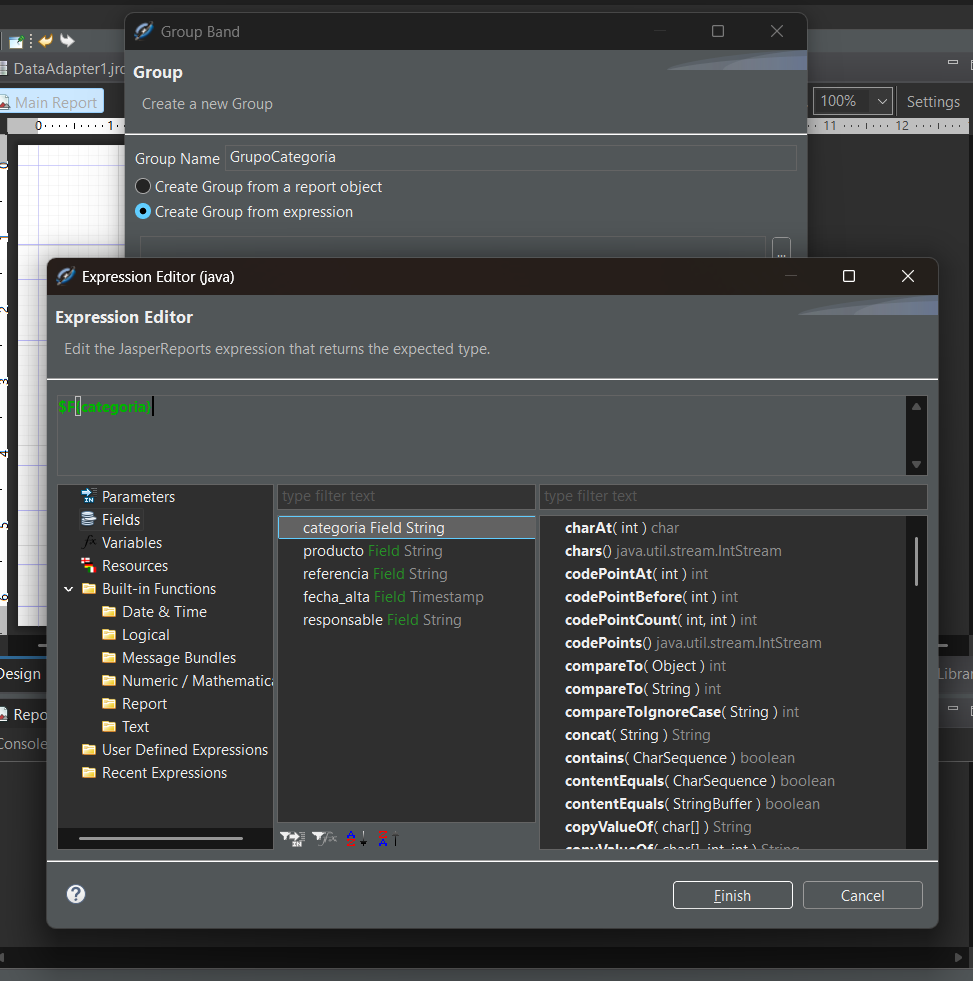 Group Band
DataAdapter1.jrd
Group
Create a new Group
Main Report
100%
Settings
0 1 11 12
Group Name GrupoCategoria
Create Group from a report object
Create Group from expression
...
Expression Editor (java)
Expression Editor
Edit the JasperReports expression that returns the expected type.
$F{categoria}
Parameters
Fields
Variables
Resources
Built-in Functions
Date & Time
Logical
Message Bundles
Numeric / Mathematica
Report
Text
User Defined Expressions
Recent Expressions
type filter text
categoria Field String
producto Field String
referencia Field String
fecha_alta Field Timestamp
responsable Field String
type filter text
charAt( int ) char
chars() java.util.stream.IntStream
codePointAt( int ) int
codePointBefore( int ) int
codePointCount( int, int ) int
codePoints() java.util.stream.IntStream
compareTo( Object ) int
compareTo( String ) int
compareToIgnoreCase( String ) int
concat( String ) String
contains( CharSequence ) boolean
contentEquals( CharSequence ) boolean
contentEquals( StringBuffer ) boolean
copyValueOf( char[] ) String
copyValueOf( char[], int, int ) String
Design
Repo
Console
Librar
Finish
Cancel